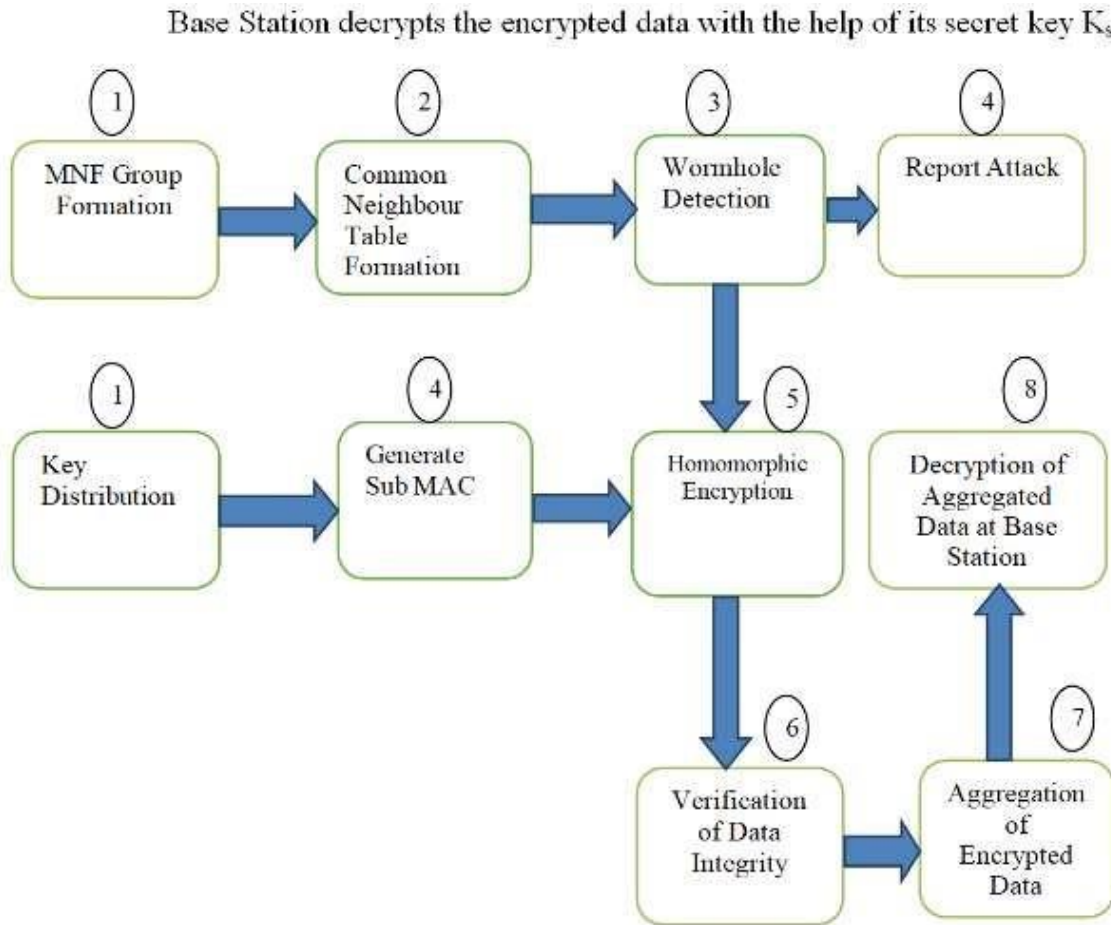 Base Station decrypts the encrypted data with the help of its secret key Ks
1
2
3
4
MNF Group
Formation
Common
Neighbour
Table
Formation
Wormhole
Detection
Report Attack
1
4
5
8
Key
Distribution
Generate
Sub MAC
Homomorphic
Encryption
Decryption of
Aggregated
Data at Base
Station
6
7
Verification
of Data
Integrity
Aggregation
of
Encrypted
Data